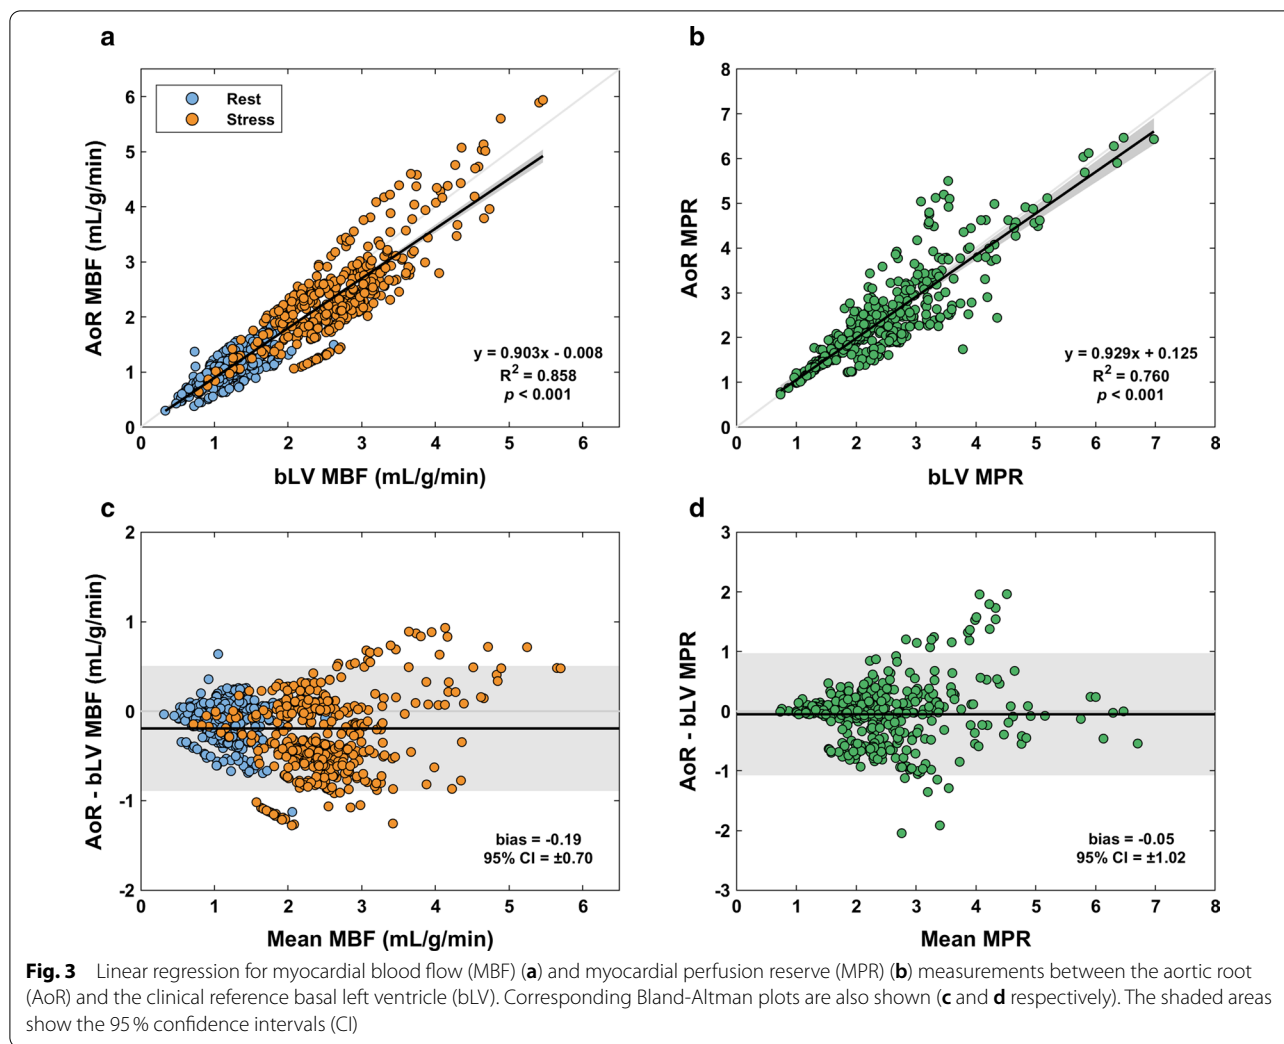 a
AoR MBF (mL/g/min)
6
5
4
3
2
1
0
Rest
Stress
y = 0.903x - 0.008
R2 = 0.858
p < 0.001
0 1 2 3 4 5 6
bLV MBF (mL/g/min)
b
AoR MPR
8
7
6
5
4
3
2
1
0
y = 0.929x + 0.125
R2 = 0.760
p < 0.001
0 1 2 3 4 5 6 7 8
bLV MPR
c
AoR - bLV MBF (mL/g/min)
2
1
0
-1
-2
bias = -0.19
95% CI = ±0.70
0 1 2 3 4 5 6
Mean MBF (mL/g/min)
d
AoR - bLV MPR
3
2
1
0
-1
-2
-3
bias = -0.05
95% CI = ±1.02
0 1 2 3 4 5 6 7 8
Mean MPR
Fig. 3 Linear regression for myocardial blood flow (MBF) (a) and myocardial perfusion reserve (MPR) (b) measurements between the aortic root
(AoR) and the clinical reference basal left ventricle (bLV). Corresponding Bland-Altman plots are also shown (c and d respectively). The shaded areas
show the 95 % confidence intervals (CI)